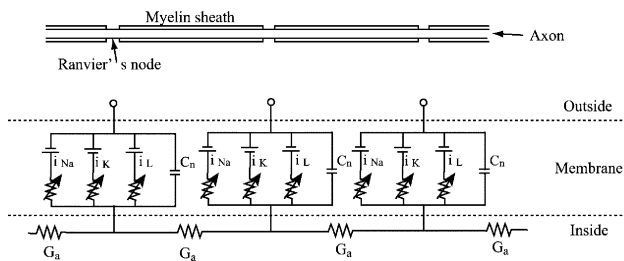 Myelin sheath
Axon
Ranvier' s node
Outside
i Na i K i L Cn i Na i K i L Cn i Na i K i L Cn
Membrane
Inside
Ga Ga Ga Ga